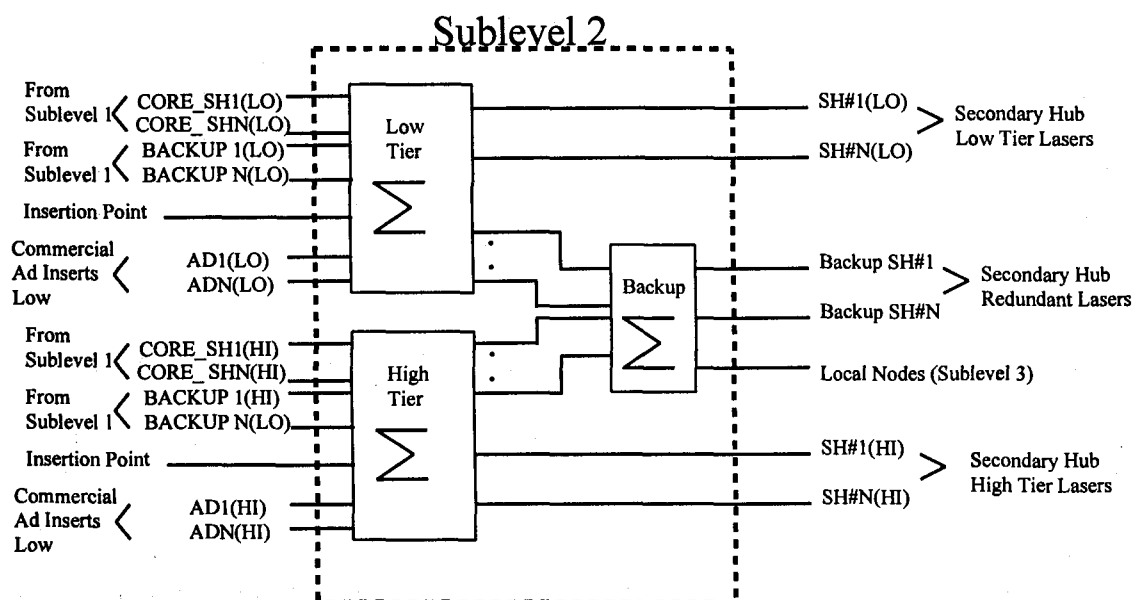 Sublevel 2
From
Sublevel 1
CORE_SH1(LO)
CORE_ SHN(LO)
From
Sublevel 1
BACKUP 1(LO)
BACKUP N(LO)
Insertion Point
Commercial
Ad Inserts
Low
AD1(LO)
ADN(LO)
Low
Tier
Σ
SH#1(LO)
SH#N(LO)
Secondary Hub
Low Tier Lasers
Backup
Σ
Backup SH#1
Backup SH#N
Secondary Hub
Redundant Lasers
Local Nodes (Sublevel 3)
From
Sublevel 1
CORE_SH1(HI)
CORE_ SHN(HI)
From
Sublevel 1
BACKUP 1(HI)
BACKUP N(LO)
Insertion Point
Commercial
Ad Inserts
Low
AD1(HI)
ADN(HI)
High
Tier
Σ
SH#1(HI)
SH#N(HI)
Secondary Hub
High Tier Lasers